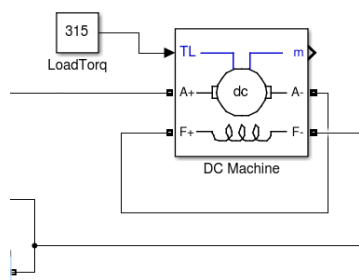 315
LoadTorq
TL
m
A+
dc
A-
F+
F-
DC Machine